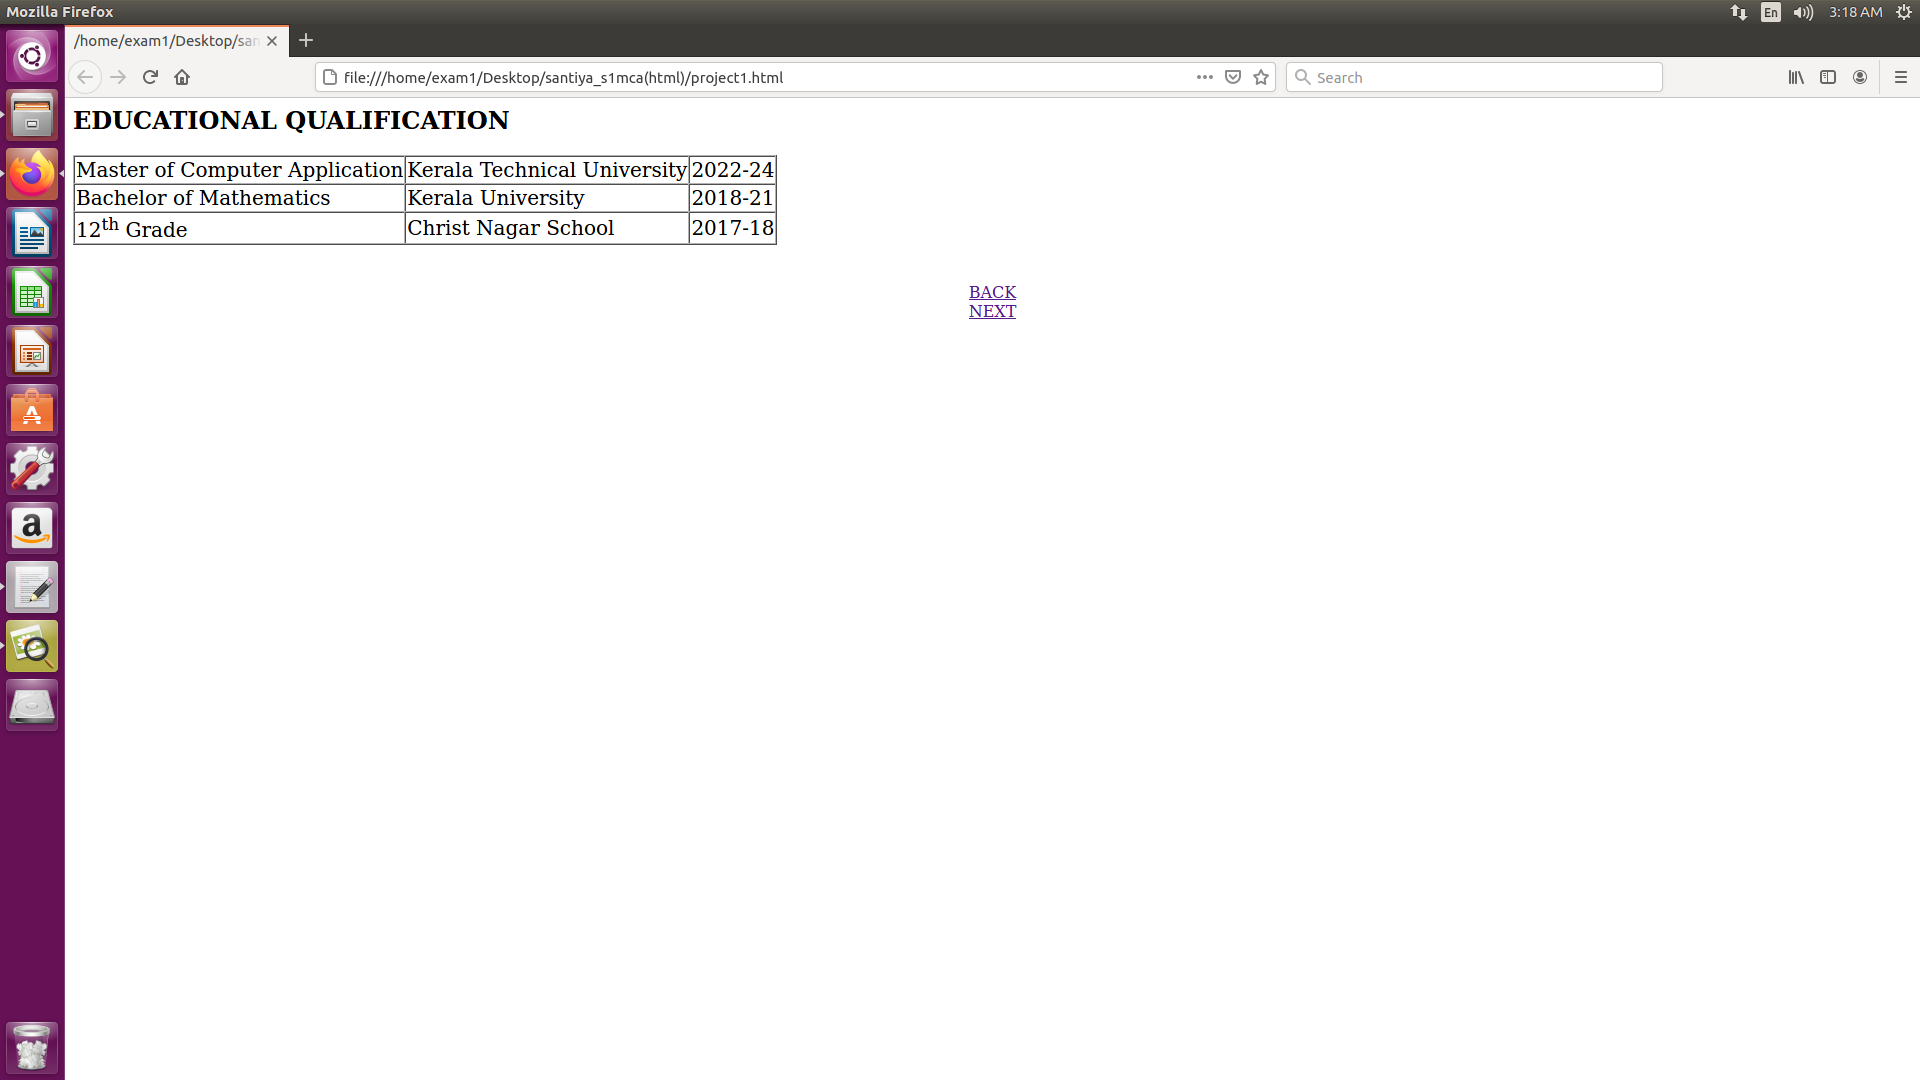 Mozilla Firefox
En
3:18 AM
/home/exam1/Desktop/san
file:///home/exam1/Desktop/santiya_s1mca(html)/project1.html
Search
EDUCATIONAL QUALIFICATION
Master of Computer Application Kerala Technical University 2022-24
Bachelor of Mathematics Kerala University 2018-21
12th Grade Christ Nagar School 2017-18
BACK
NEXT